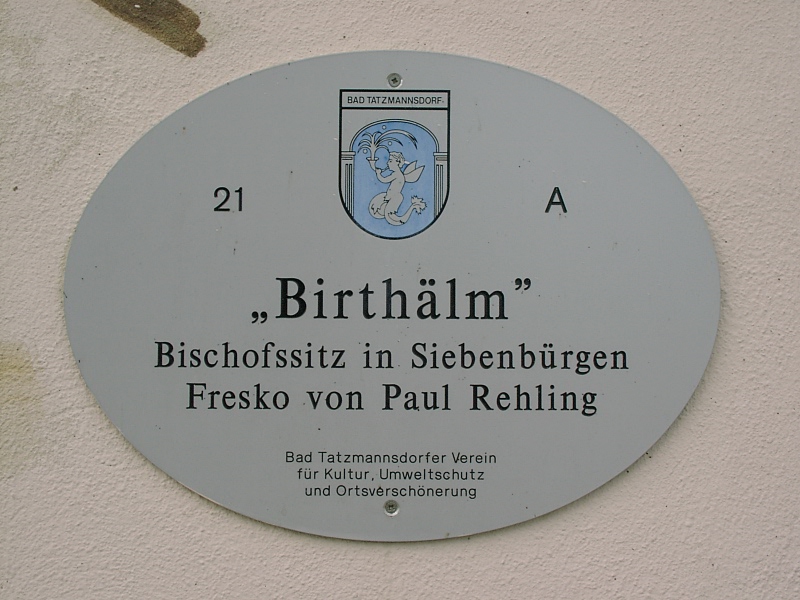 BAD TATZMANNSDORF
21 A
„Birthälm”
Bischofssitz in Siebenbürgen
Fresko von Paul Rehling
Bad Tatzmannsdorfer Verein
für Kultur, Umweltschutz
und Ortsverschönerung